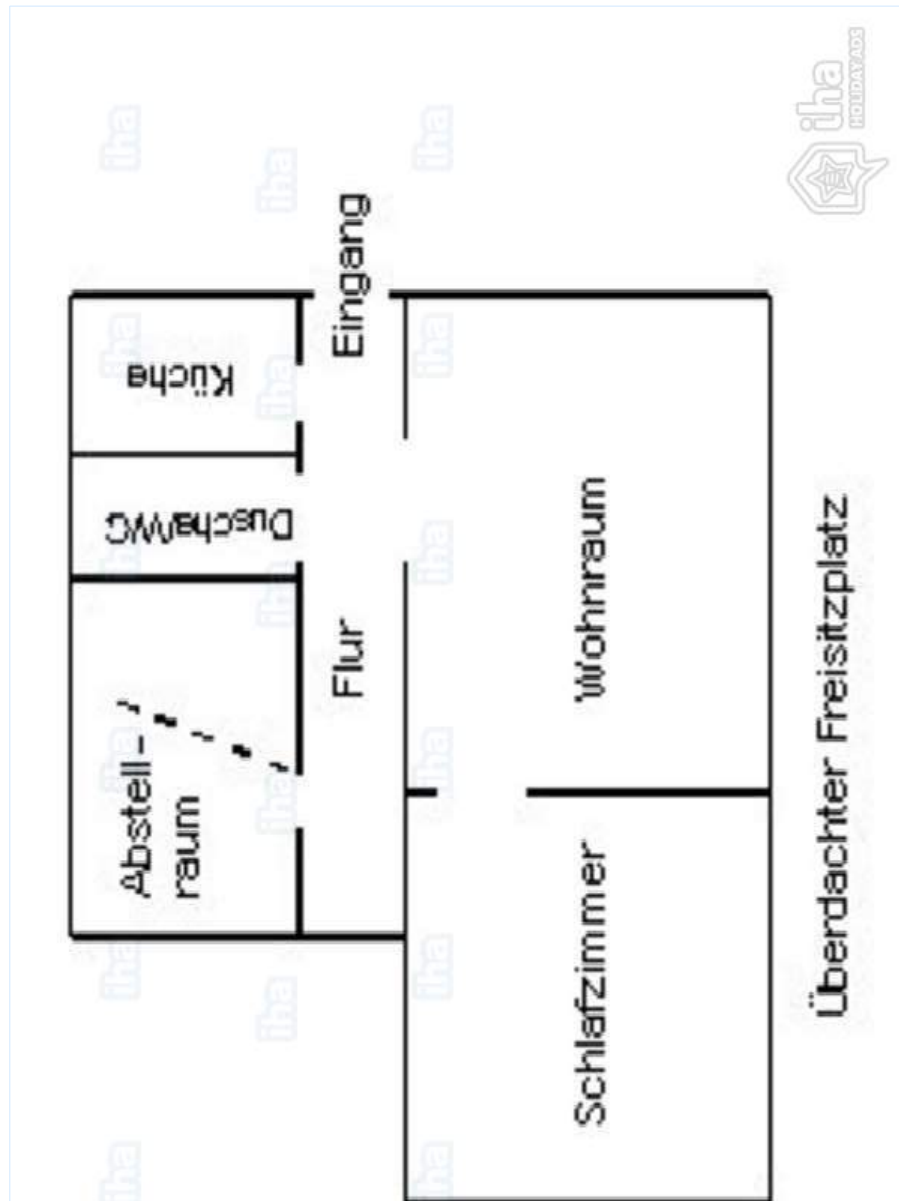 Küche
Dusche/WC
Abstell-
raum
Eingang
Flur
Wohnraum
Schlafzimmer
Überdachter Freisitzplatz
iha
HOLIDAY ADS